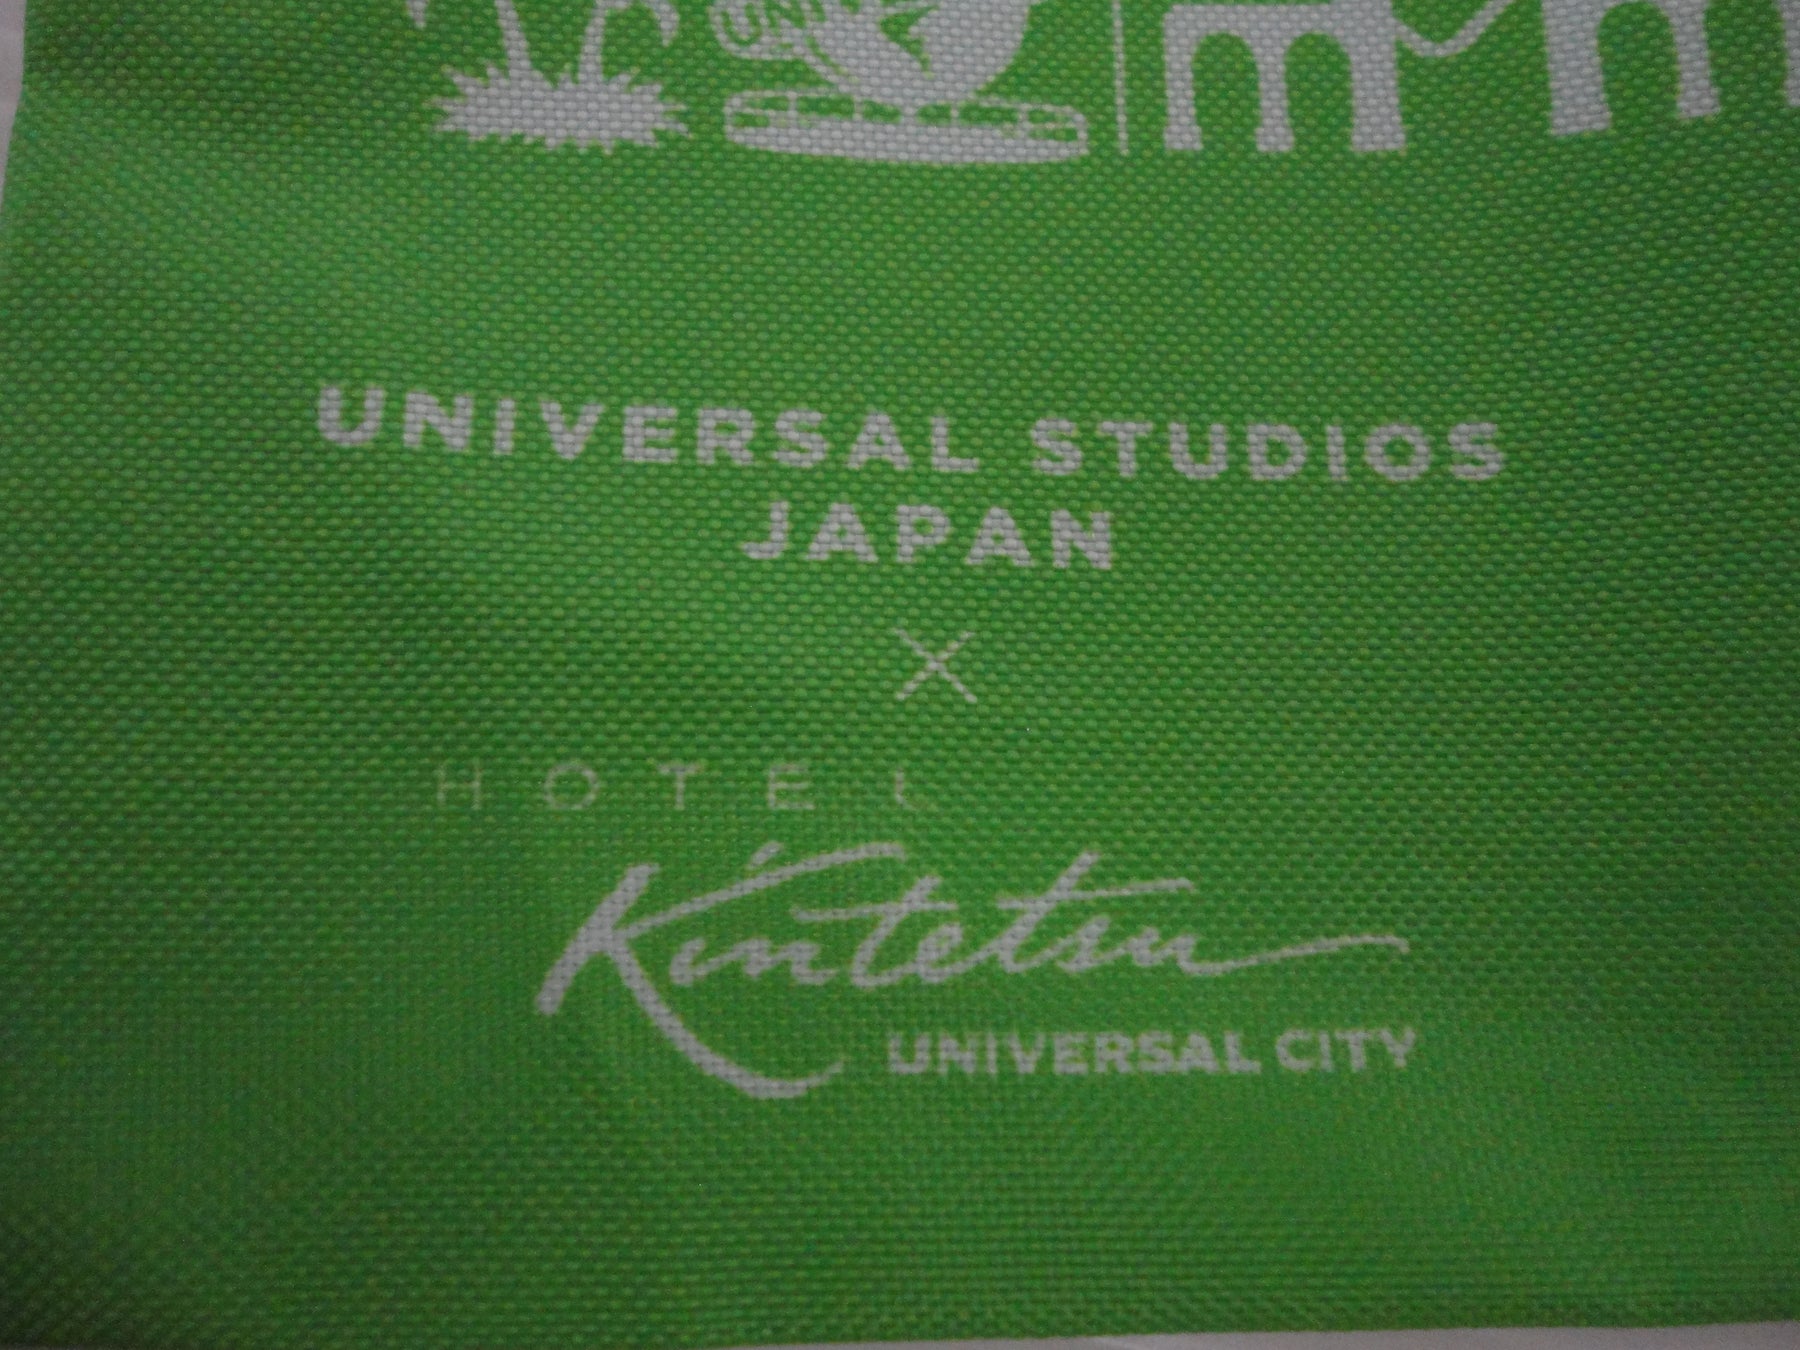 UNIVERSAL STUDIOS
JAPAN
×
HOTEL
Kintetsu
UNIVERSAL CITY